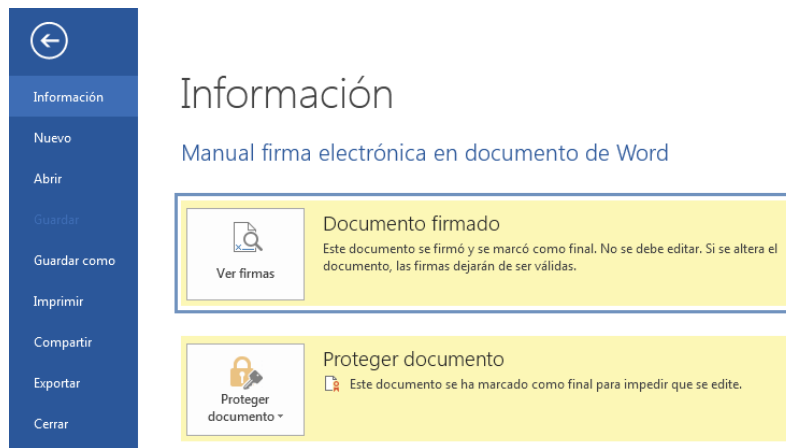 Información
Nuevo
Abrir
Guardar
Guardar como
Imprimir
Compartir
Exportar
Cerrar
Información
Manual firma electrónica en documento de Word
Ver firmas
Documento firmado
Este documento se firmó y se marcó como final. No se debe editar. Si se altera el
documento, las firmas dejarán de ser válidas.
Proteger
documento
Proteger documento
Este documento se ha marcado como final para impedir que se edite.